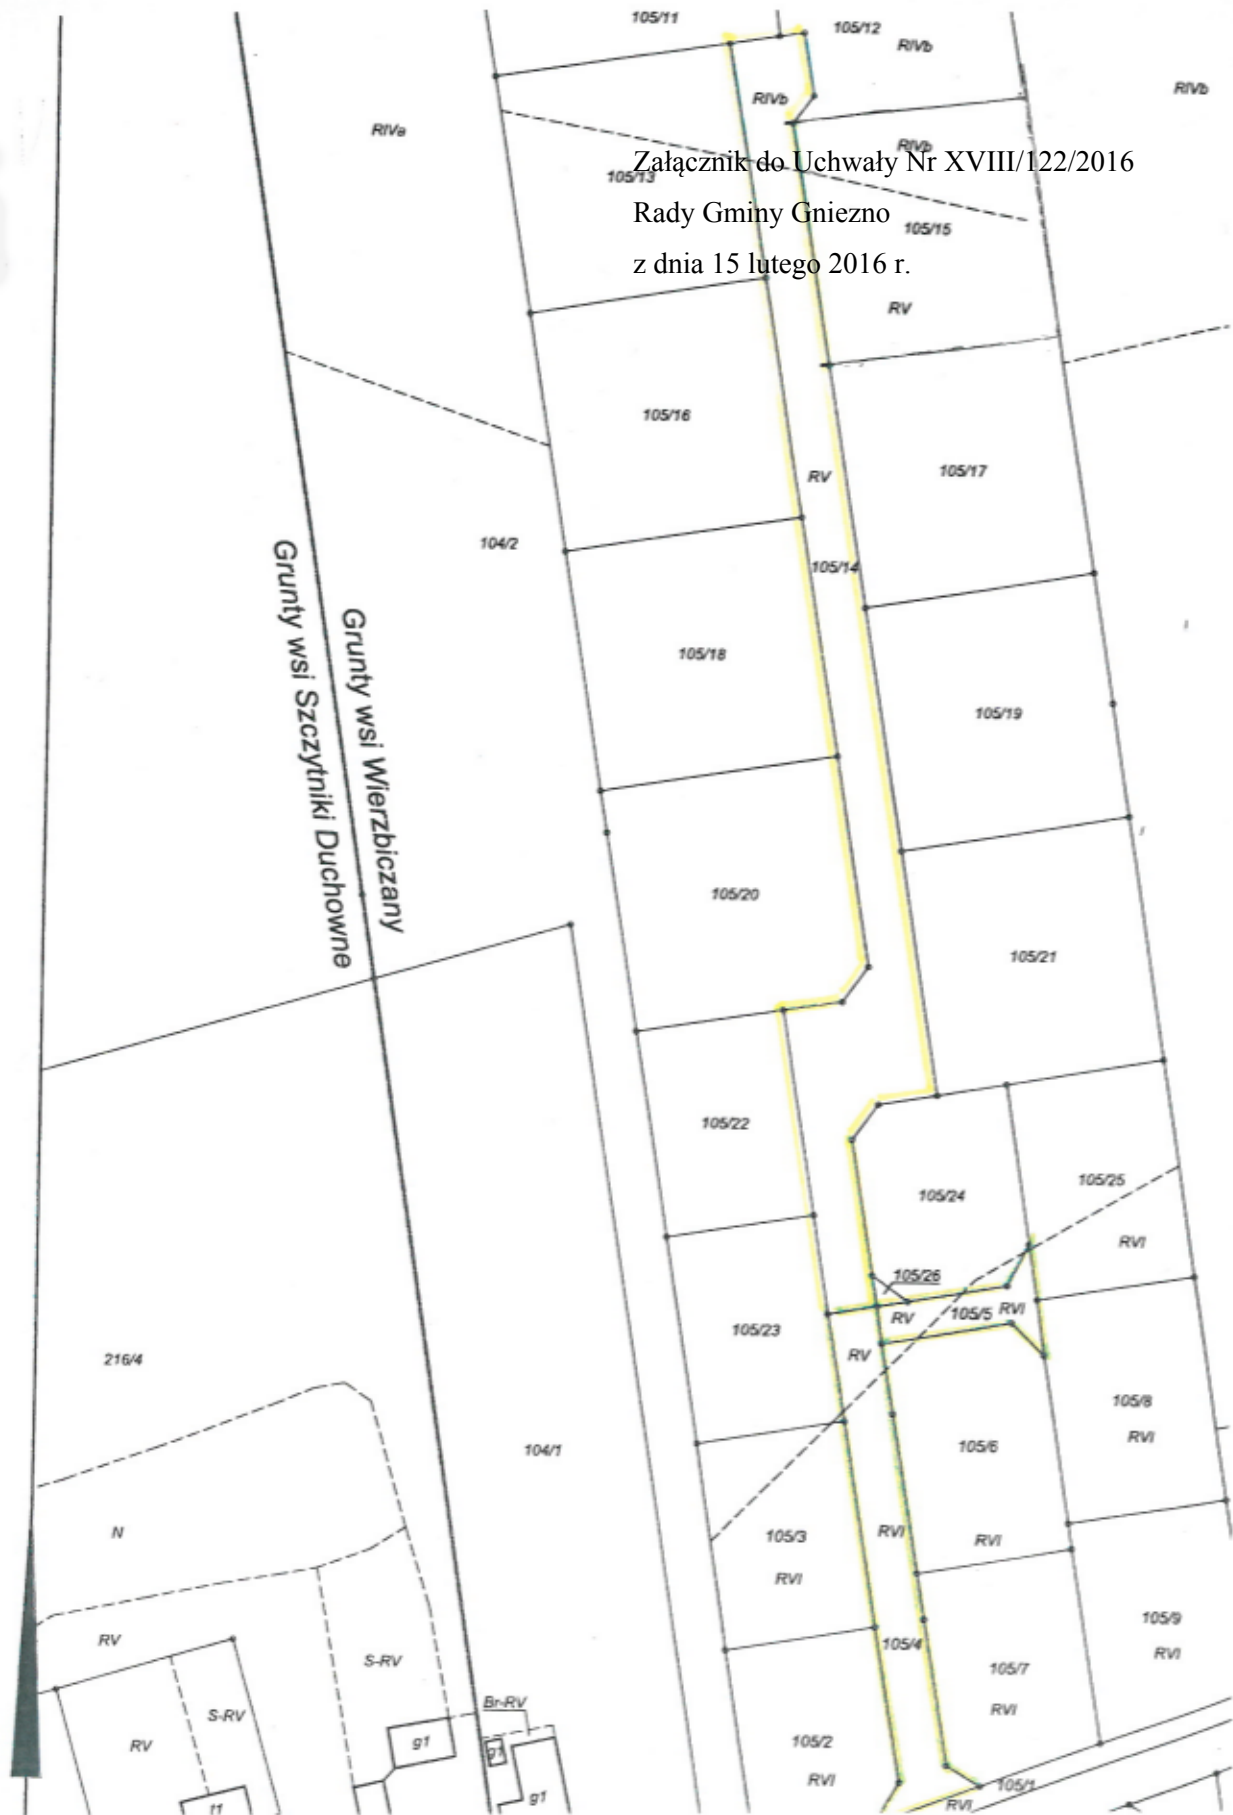 105/11
105/12
RIVb
RIVb
RIVb
RIVa
RIVb
Załącznik do Uchwały Nr XVIII/122/2016
105/13
Rady Gminy Gniezno
105/15
z dnia 15 lutego 2016 r.
RV
105/16
105/17
RV
104/2
105/14
Grunty wsi Szczytniki Duchowne
Grunty wsi Wierzbiczany
105/18
105/19
105/20
105/21
105/22
105/24
105/25
RVI
105/26
105/5
RVI
RV
105/23
RV
216/4
105/8
RVI
105/6
104/1
N
105/3
RVI
RVI
RVI
105/9
RV
105/4
RVI
S-RV
105/7
Br-RV
RVI
S-RV
g1
g1
RV
105/2
RVI
105/1
g1
t1
RVI